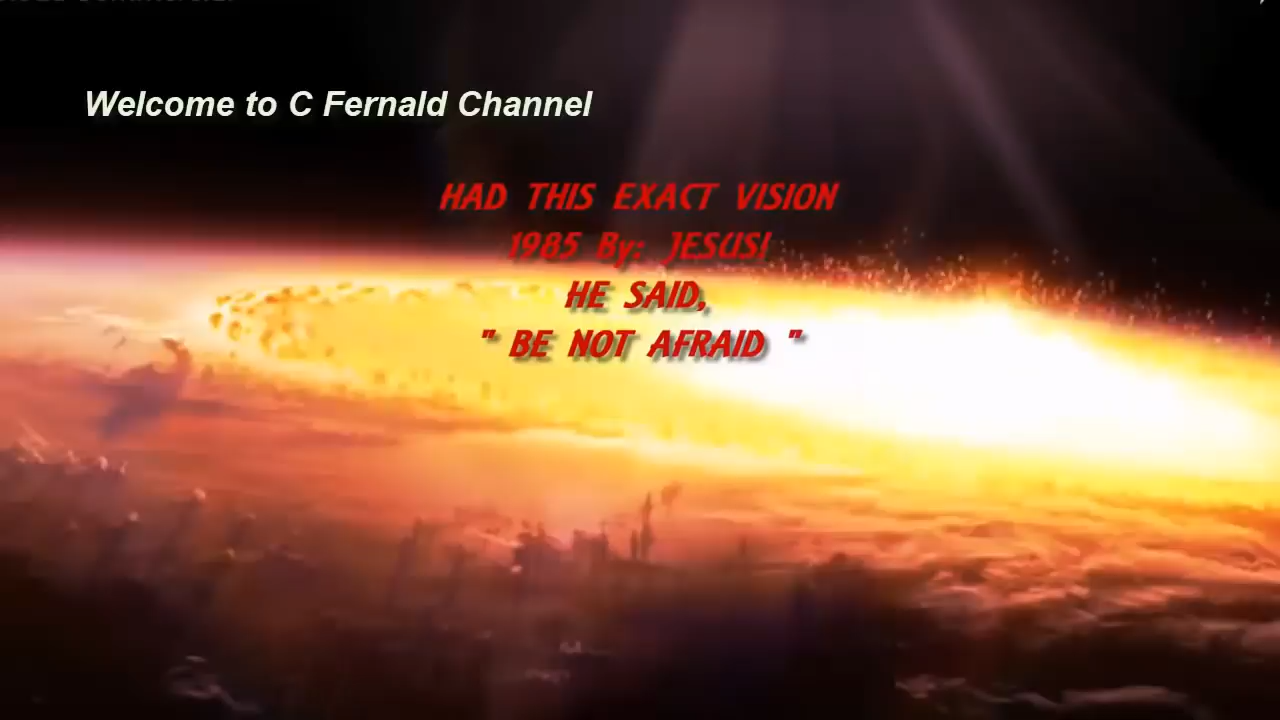 Welcome to C Fernald Channel
HAD THIS EXACT VISION
1985 By: JESUS!
HE SAID,
" BE NOT AFRAID "